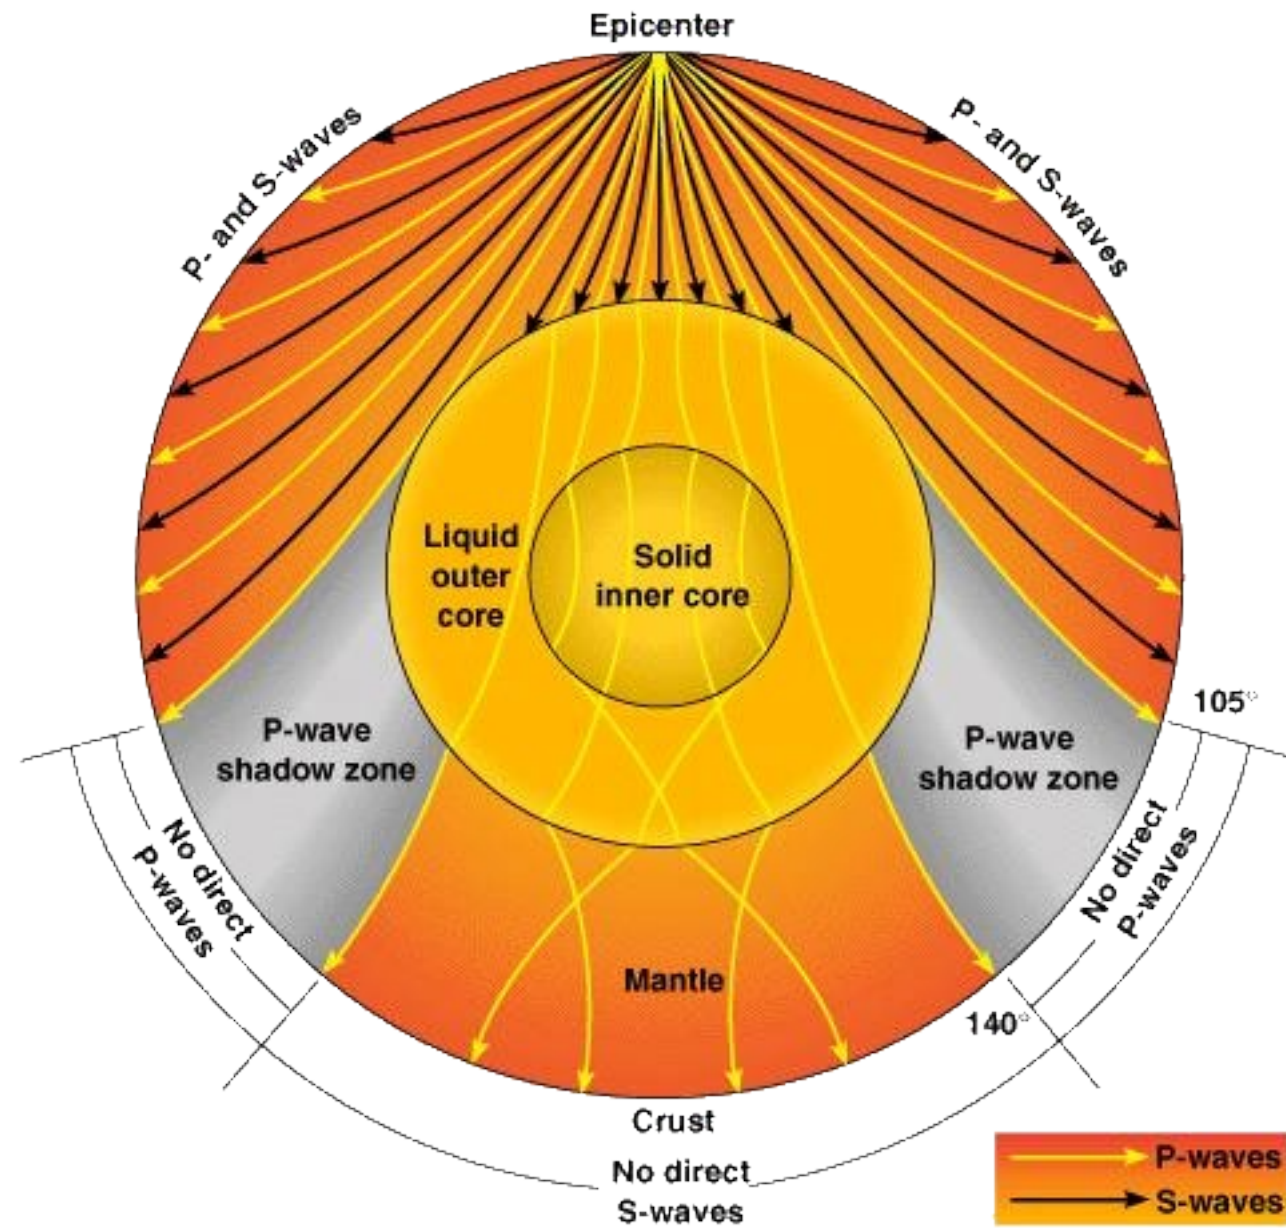 Epicenter
P- and S-waves
P- and S-waves
Liquid
outer
core
Solid
inner core
105°
P-wave
shadow zone
P-wave
shadow zone
No direct
P-waves
No direct
P-waves
Mantle
140°
Crust
No direct
S-waves
P-waves
S-waves